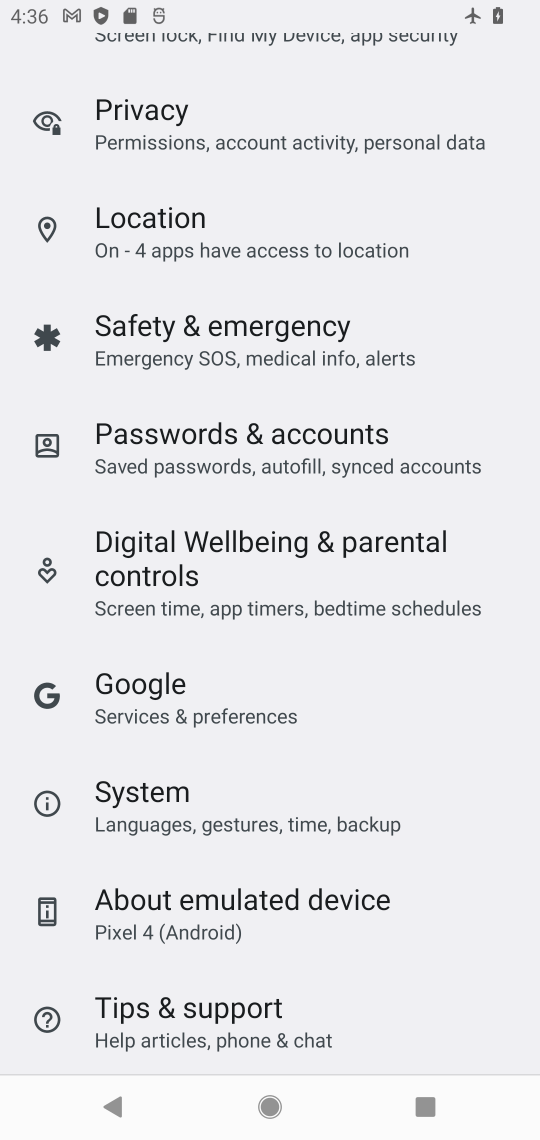 4:36
Screen lock, Find My Device, app security
Privacy
Permissions, account activity, personal data
Location
On - 4 apps have access to location
Safety & emergency
Emergency SOS, medical info, alerts
Passwords & accounts
Saved passwords, autofill, synced accounts
Digital Wellbeing & parental
controls
Screen time, app timers, bedtime schedules
Google
Services & preferences
System
Languages, gestures, time, backup
About emulated device
Pixel 4 (Android)
Tips & support
Help articles, phone & chat